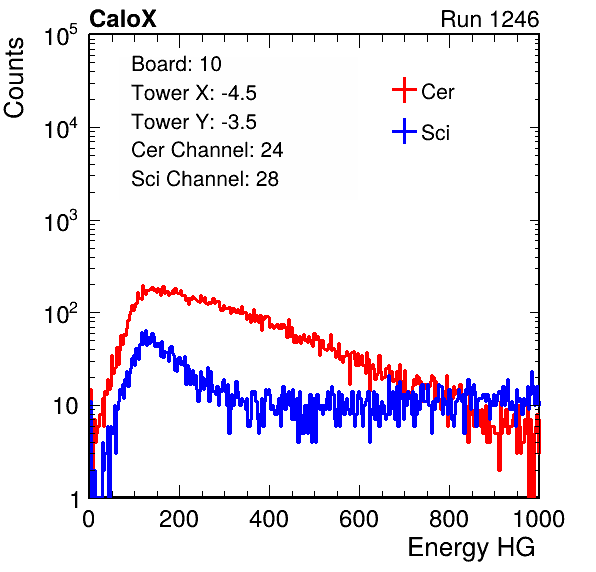 CaloX Run 1246
Counts
10^5
10^4
10^3
10^2
10
1
Board: 10
Tower X: -4.5
Tower Y: -3.5
Cer Channel: 24
Sci Channel: 28
Cer
Sci
0 200 400 600 800 1000
Energy HG